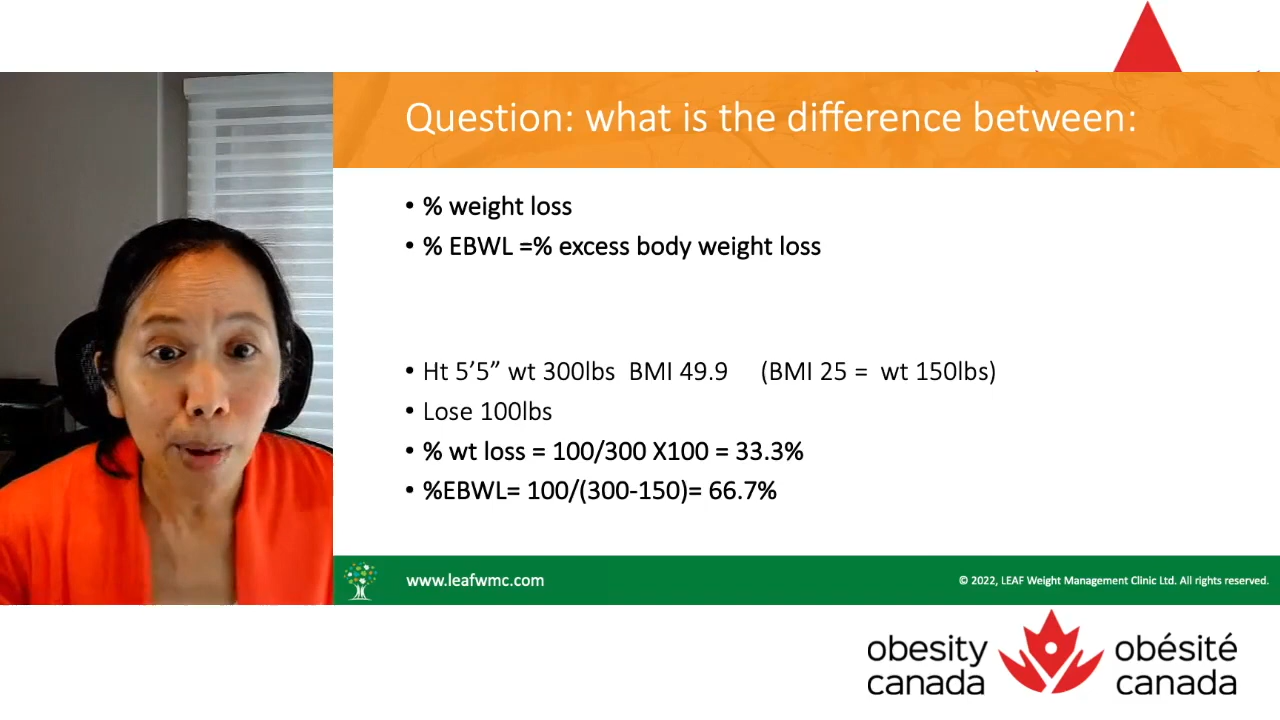 Question: what is the difference between:
• % weight loss
• % EBWL =% excess body weight loss
• Ht 5’5” wt 300lbs  BMI 49.9     (BMI 25 =  wt 150lbs)
• Lose 100lbs
• % wt loss = 100/300 X100 = 33.3%
• %EBWL= 100/(300-150)= 66.7%
www.leafwmc.com
© 2022, LEAF Weight Management Clinic Ltd. All rights reserved.
obesity
canada
obésité
canada